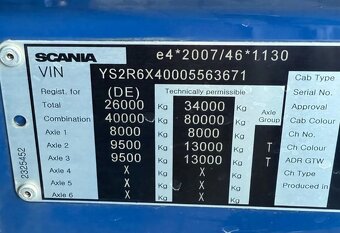 SCANIA
e4*2007/46*1130
VIN YS2R6X40005563671 Cab Type
Regist. for (DE) Technically permissible Serial No.
Total 26000 Kg 34000 Kg Approval
Combination 40000 Kg 80000 Kg Axle Group Cab Colour
Axle 1 8000 Kg 8000 Kg Ch No.
Axle 2 9500 Kg 13000 Kg T Ch Colour
Axle 3 9500 Kg 13000 Kg T ADR GTW
Axle 4 X Kg X Kg Ch Type
Axle 5 X Kg X Kg Produced in
Axle 6 X Kg X Kg
2325452